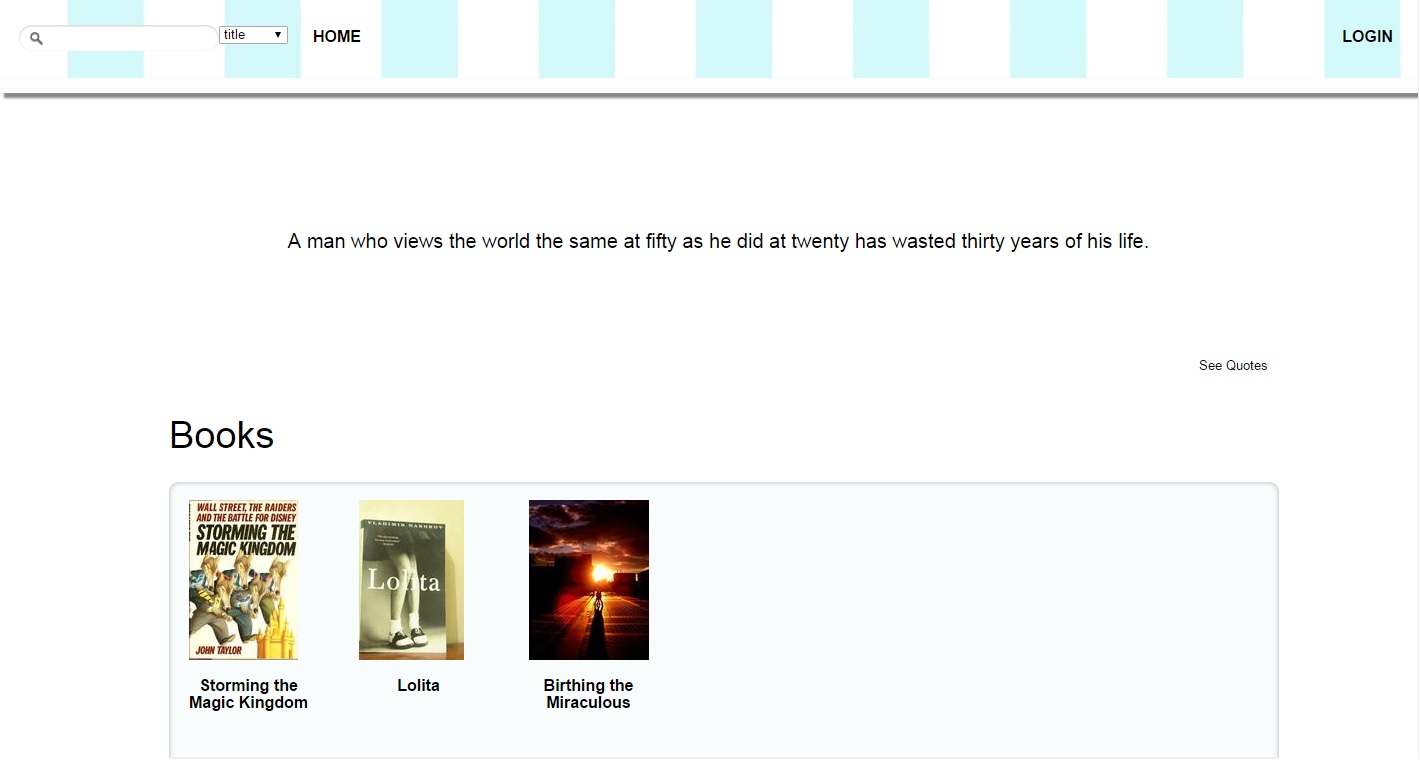 title
HOME
LOGIN
A man who views the world the same at fifty as he did at twenty has wasted thirty years of his life.
See Quotes
Books
WALL STREET, THE RAIDERS
AND THE BATTLE FOR DISNEY
STORMING THE
MAGIC KINGDOM
JOHN TAYLOR
VLADIMIR NABOKOV
Lolita
Storming the
Magic Kingdom
Lolita
Birthing the
Miraculous